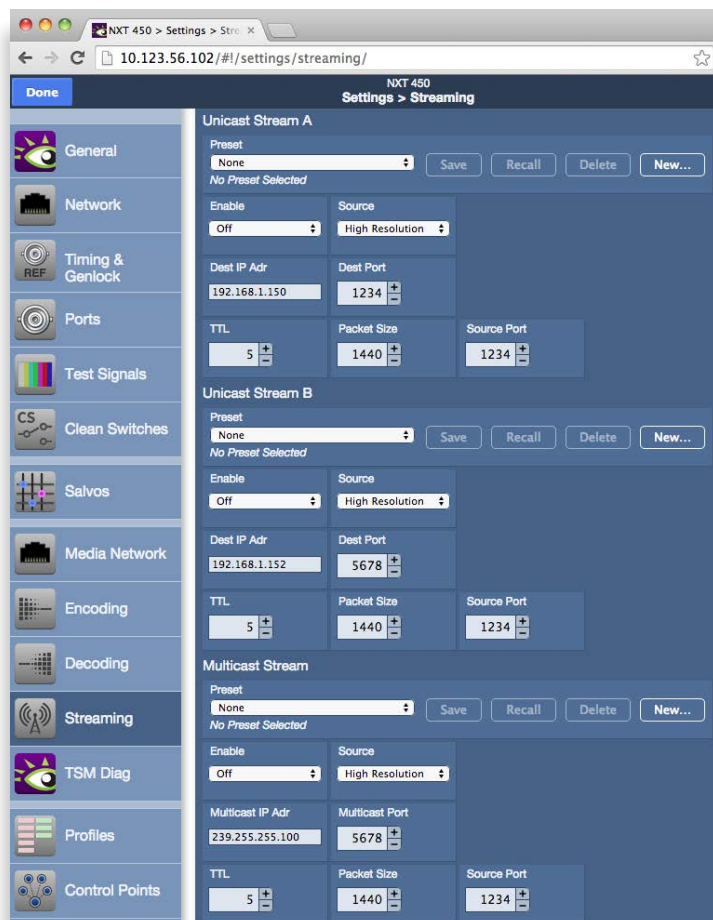 NXT 450 > Settings > Stre
10.123.56.102/#!/settings/streaming/
Done
NXT 450
Settings > Streaming
General
Network
REF
Timing &
Genlock
Ports
Test Signals
CS
Clean Switches
Salvos
Media Network
Encoding
Decoding
Streaming
TSM Diag
Profiles
Control Points
Unicast Stream A
Preset
None Save Recall Delete New...
No Preset Selected
Enable Source
Off High Resolution
Dest IP Adr Dest Port
192.168.1.150 1234
TTL Packet Size Source Port
5 1440 1234
Unicast Stream B
Preset
None Save Recall Delete New...
No Preset Selected
Enable Source
Off High Resolution
Dest IP Adr Dest Port
192.168.1.152 5678
TTL Packet Size Source Port
5 1440 1234
Multicast Stream
Preset
None Save Recall Delete New...
No Preset Selected
Enable Source
Off High Resolution
Multicast IP Adr Multicast Port
239.255.255.100 5678
TTL Packet Size Source Port
5 1440 1234